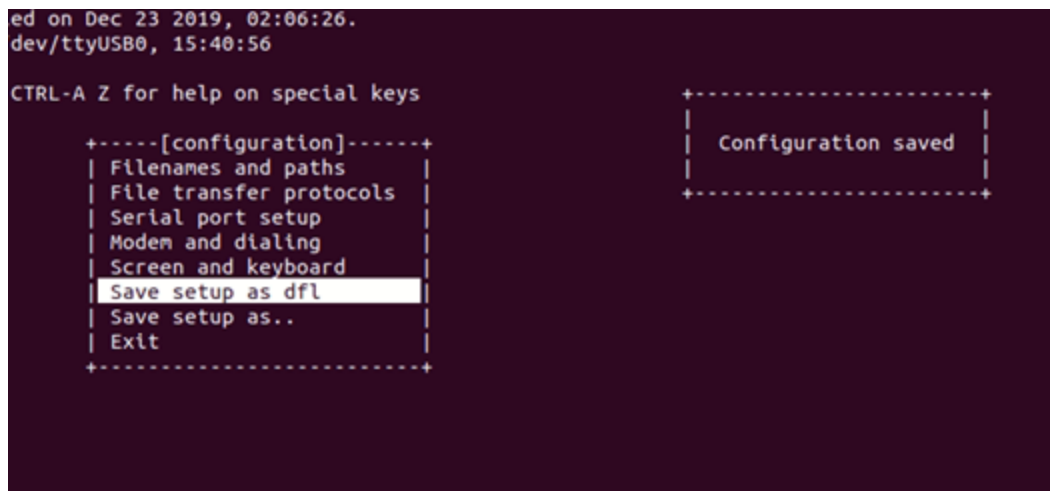 ed on Dec 23 2019, 02:06:26.
dev/ttyUSB0, 15:40:56
CTRL-A Z for help on special keys
+-----[configuration]------+
| Filenames and paths |
| File transfer protocols |
| Serial port setup |
| Modem and dialing |
| Screen and keyboard |
| Save setup as dfl |
| Save setup as.. |
| Exit |
+--------------------------+
+-----------------------+
| |
| Configuration saved |
| |
+-----------------------+